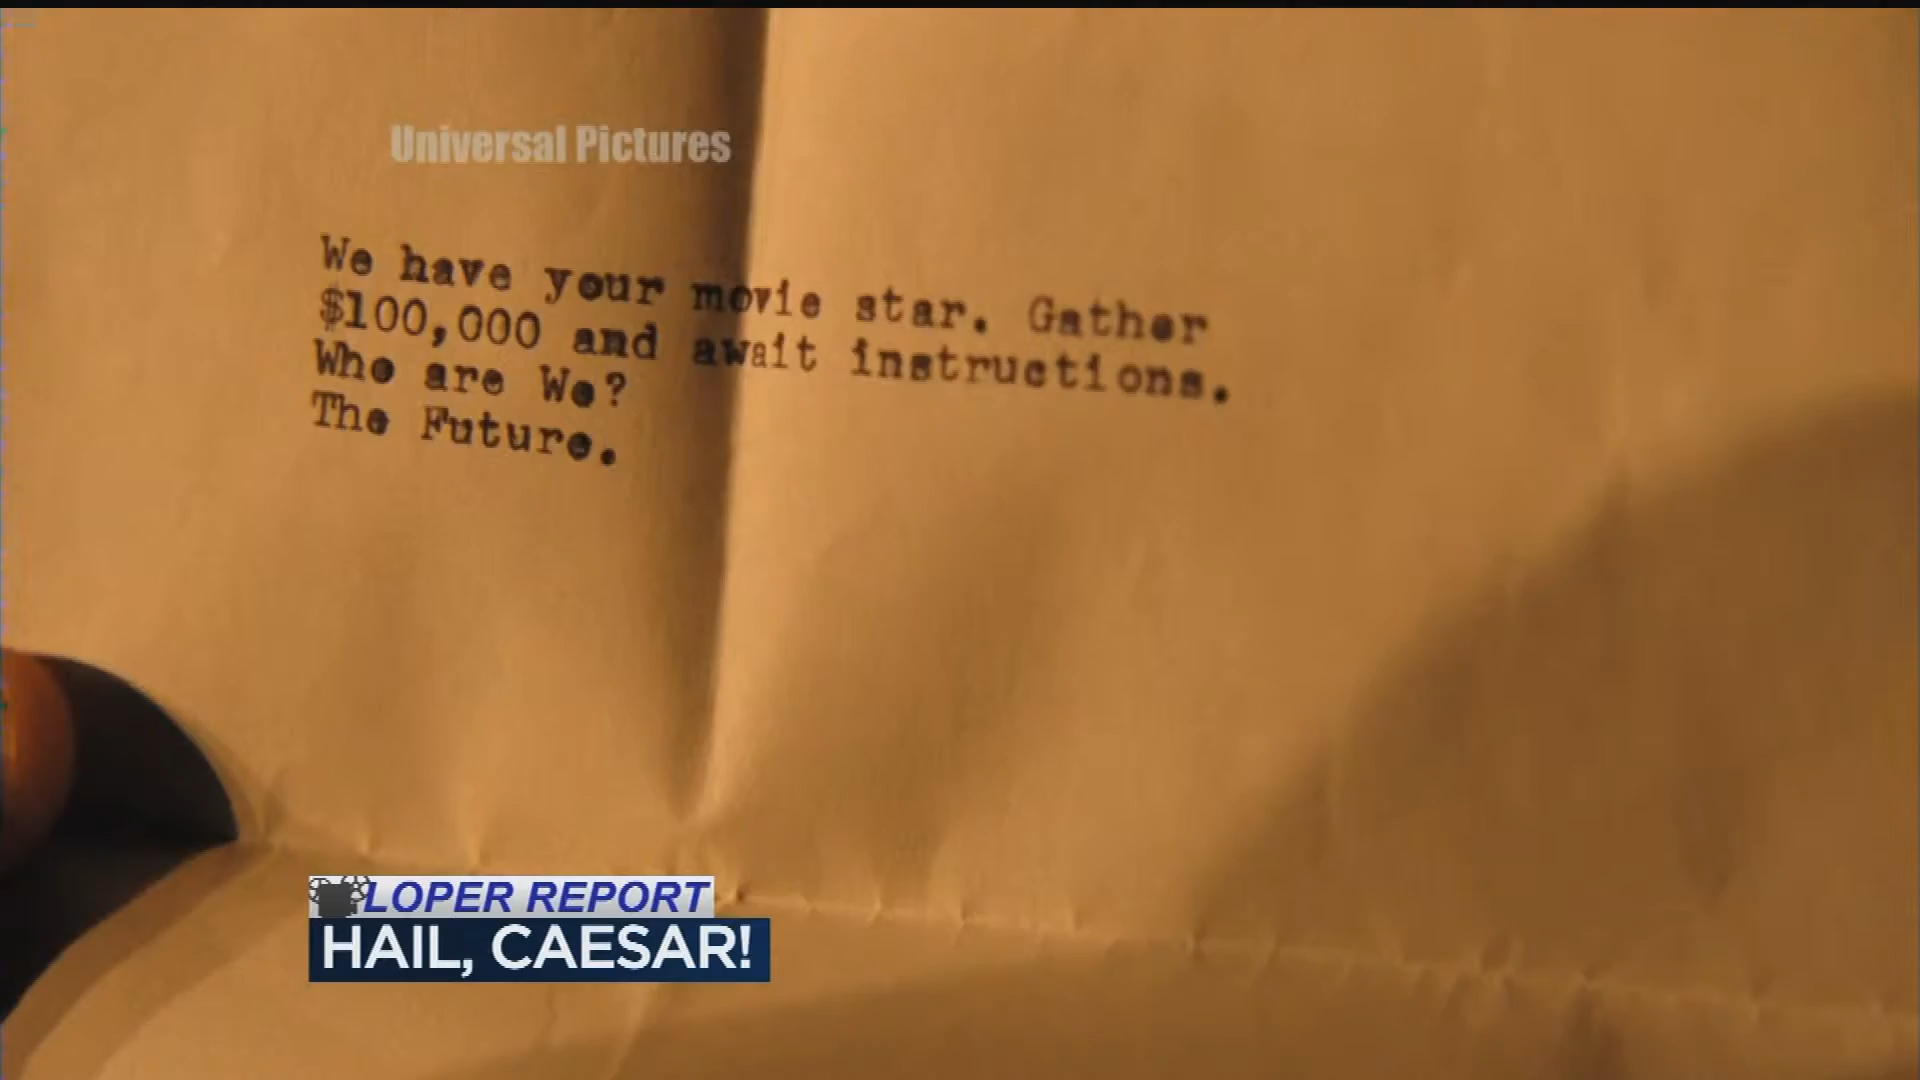 Universal Pictures
We have your movie star. Gather
$100,000 and await instructions.
Who are We?
The Future.
LOPER REPORT
HAIL, CAESAR!